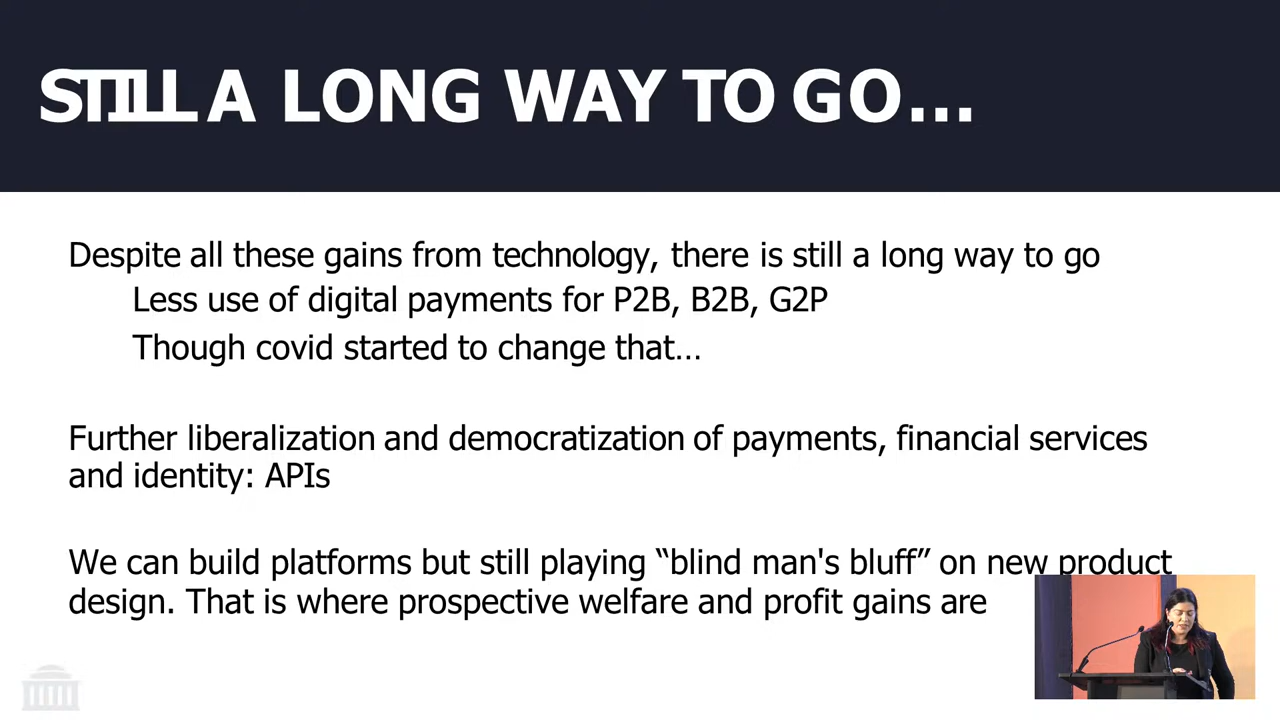 STILL A LONG WAY TO GO...
Despite all these gains from technology, there is still a long way to go
Less use of digital payments for P2B, B2B, G2P
Though covid started to change that...
Further liberalization and democratization of payments, financial services
and identity: APIs
We can build platforms but still playing “blind man's bluff” on new product
design. That is where prospective welfare and profit gains are